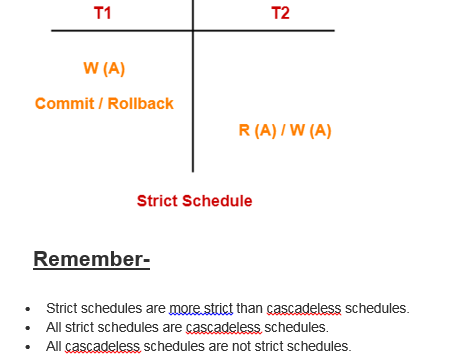 T1 T2
W (A)
Commit / Rollback
R (A) / W (A)
Strict Schedule
Remember-
• Strict schedules are more strict than cascadeless schedules.
• All strict schedules are cascadeless schedules.
• All cascadeless schedules are not strict schedules.